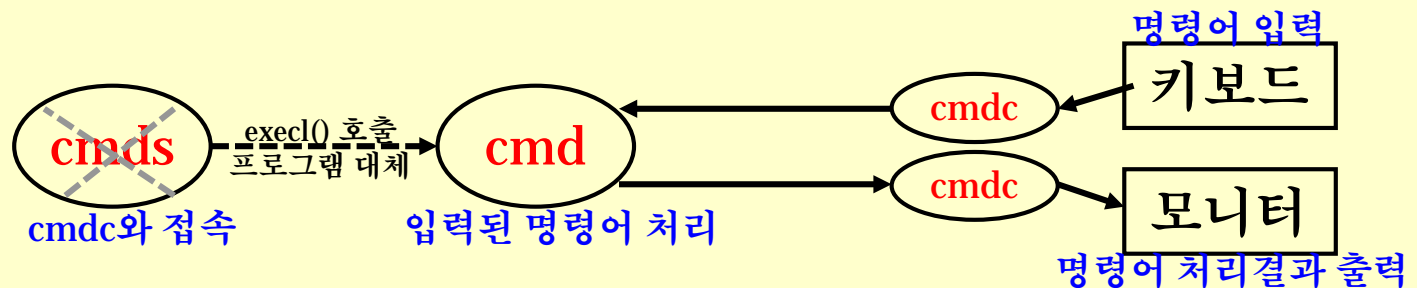 명령어 입력
키보드
cmdc
cmds
execl() 호출
프로그램 대체
cmd
cmdc
모니터
cmdc와 접속
입력된 명령어 처리
명령어 처리결과 출력